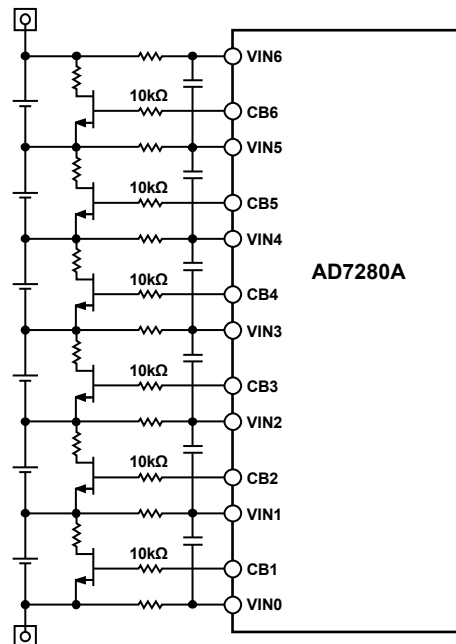 VIN6
10kΩ
CB6
VIN5
10kΩ
CB5
VIN4
AD7280A
10kΩ
CB4
VIN3
10kΩ
CB3
VIN2
10kΩ
CB2
VIN1
10kΩ
CB1
VIN0